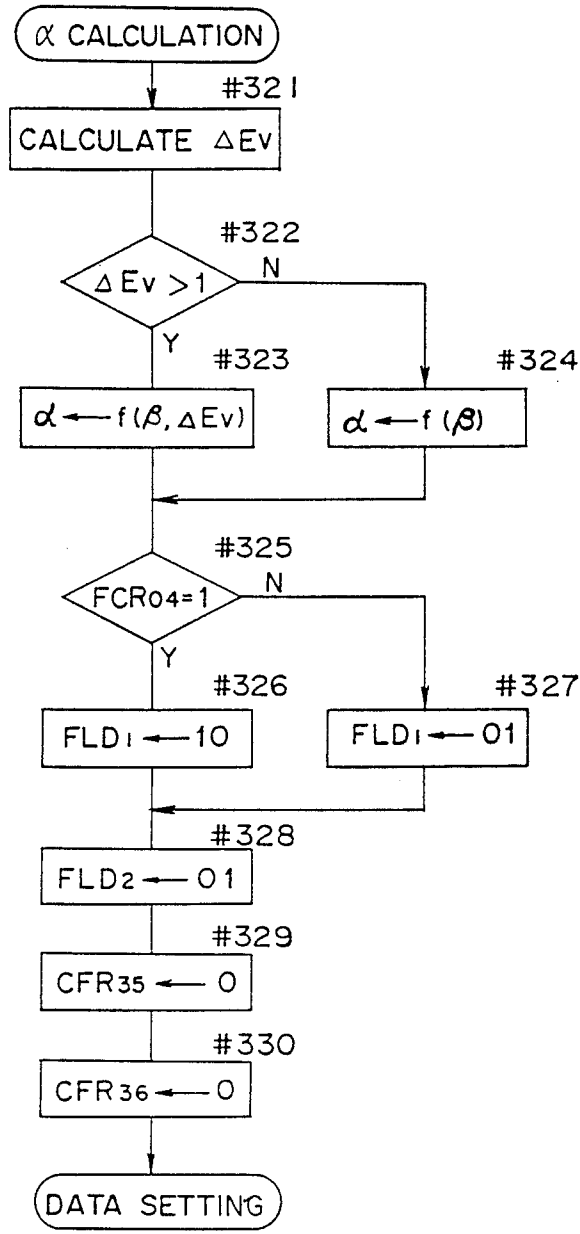 α CALCULATION
#321
CALCULATE ΔEv
#322
ΔEv > 1
N
Y
#323
α ← f(β, ΔEv)
#324
α ← f(β)
#325
FCR04=1
N
Y
#326
FLD1 ← 10
#327
FLD1 ← 01
#328
FLD2 ← 01
#329
CFR35 ← 0
#330
CFR36 ← 0
DATA SETTING